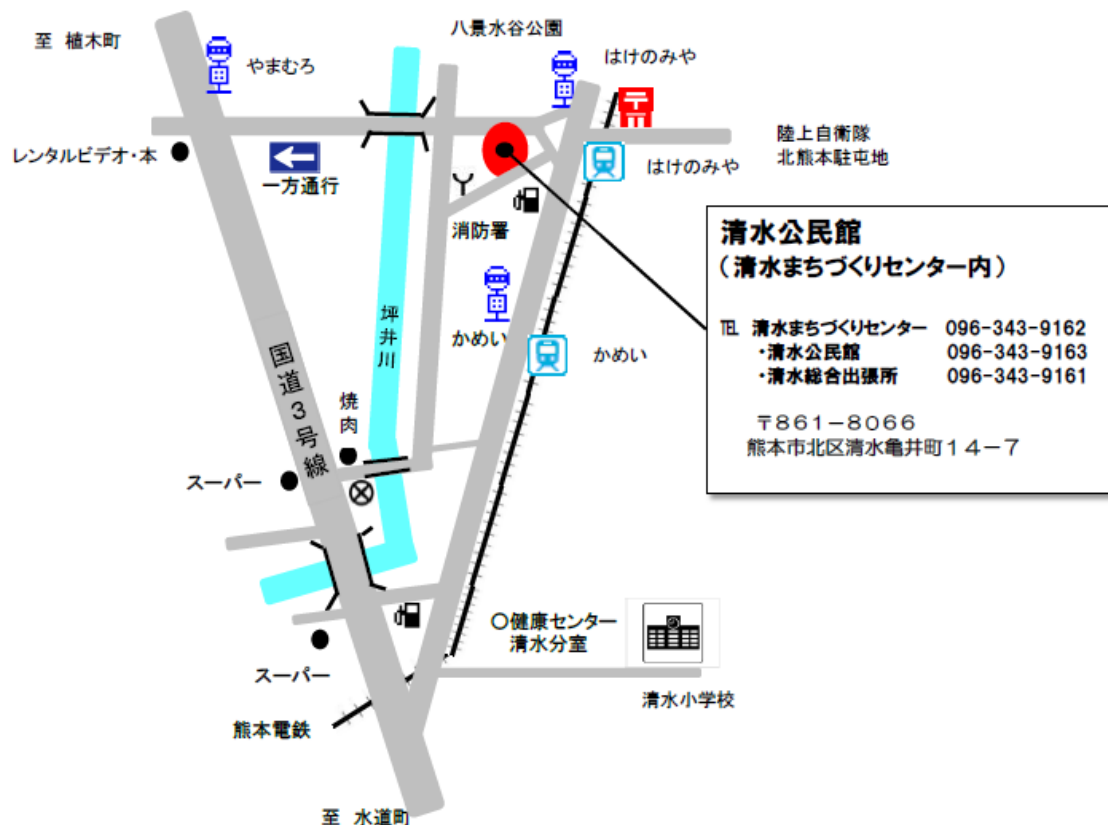 八景水谷公園
至 植木町
やまむろ
はけのみや
レンタルビデオ・本
一方通行
はけのみや
陸上自衛隊
北熊本駐屯地
消防署
清水公民館
(清水まちづくりセンター内)
TEL 清水まちづくりセンター 096-343-9162
・清水公民館 096-343-9163
・清水総合出張所 096-343-9161
〒861-8066
熊本市北区清水亀井町14-7
坪井川
かめい
かめい
国道3号線
焼肉
スーパー
〇健康センター
清水分室
スーパー
清水小学校
熊本電鉄
至 水道町